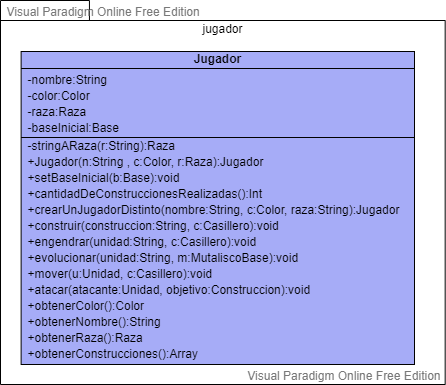 Visual Paradigm Online Free Edition
jugador
Jugador
-nombre:String
-color:Color
-raza:Raza
-baseInicial:Base
-stringARaza(r:String):Raza
+Jugador(n:String , c:Color, r:Raza):Jugador
+setBaseInicial(b:Base):void
+cantidadDeConstruccionesRealizadas():Int
+crearUnJugadorDistinto(nombre:String, c:Color, raza:String):Jugador
+construir(construccion:String, c:Casillero):void
+engendrar(unidad:String, c:Casillero):void
+evolucionar(unidad:String, m:MutaliscoBase):void
+mover(u:Unidad, c:Casillero):void
+atacar(atacante:Unidad, objetivo:Construccion):void
+obtenerColor():Color
+obtenerNombre():String
+obtenerRaza():Raza
+obtenerConstrucciones():Array
Visual Paradigm Online Free Edition